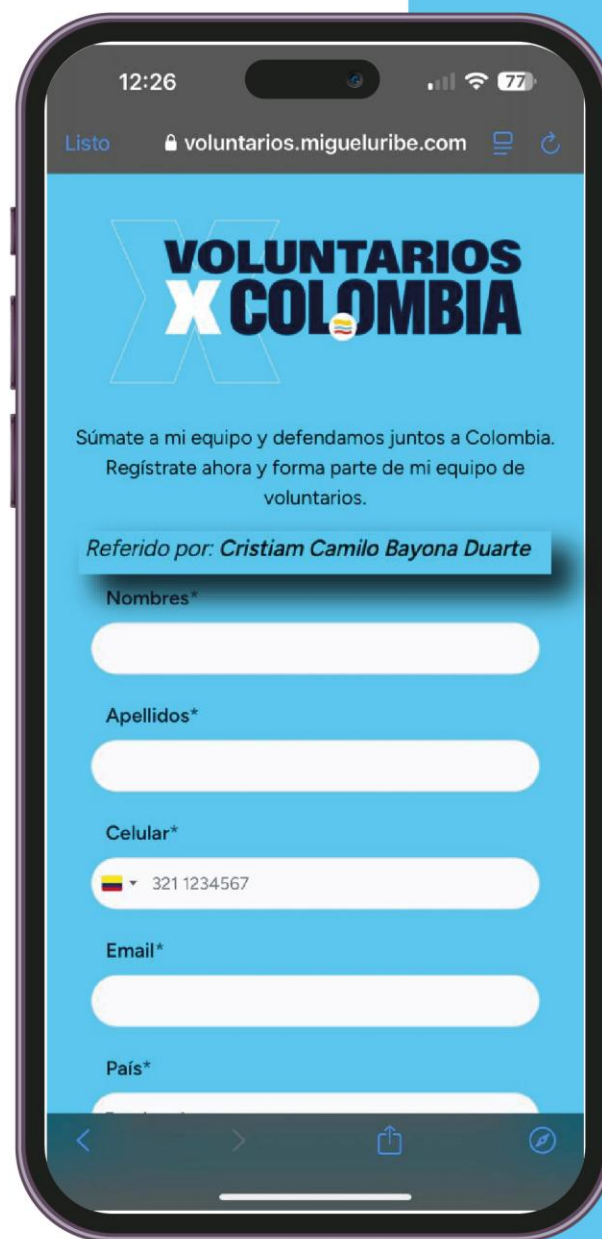 12:26
77
Listo
voluntarios.migueluribe.com
VOLUNTARIOS
X COLOMBIA
Súmate a mi equipo y defendamos juntos a Colombia.
Regístrate ahora y forma parte de mi equipo de
voluntarios.
Referido por: Cristiam Camilo Bayona Duarte
Nombres*
Apellidos*
Celular*
321 1234567
Email*
País*